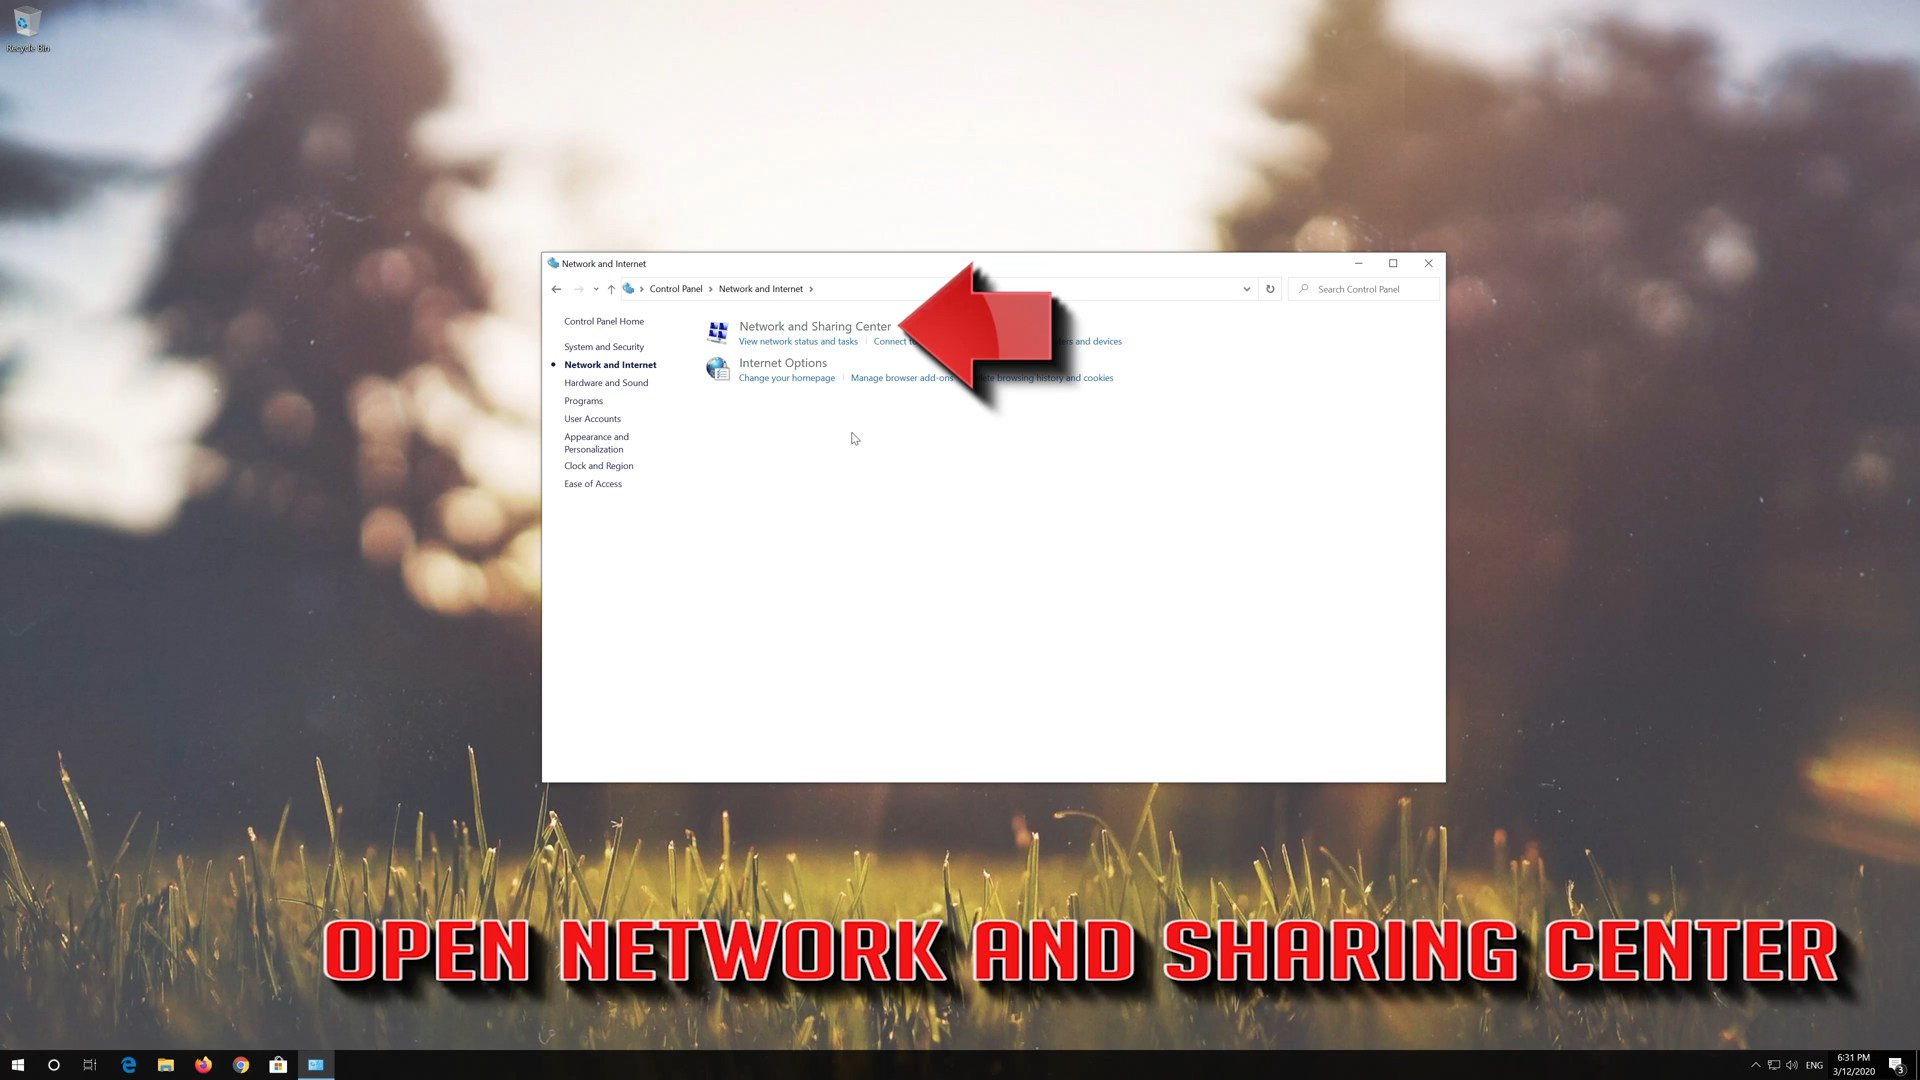 Recycle Bin
Network and Internet
Control Panel
Network and Internet
Search Control Panel
Control Panel Home
System and Security
Network and Internet
Hardware and Sound
Programs
User Accounts
Appearance and
Personalization
Clock and Region
Ease of Access
Network and Sharing Center
View network status and tasks
Connect and devices
Internet Options
Change your homepage
Manage browser add-ons browsing history and cookies
OPEN NETWORK AND SHARING CENTER
ENG
6:31 PM
3/12/2020
3